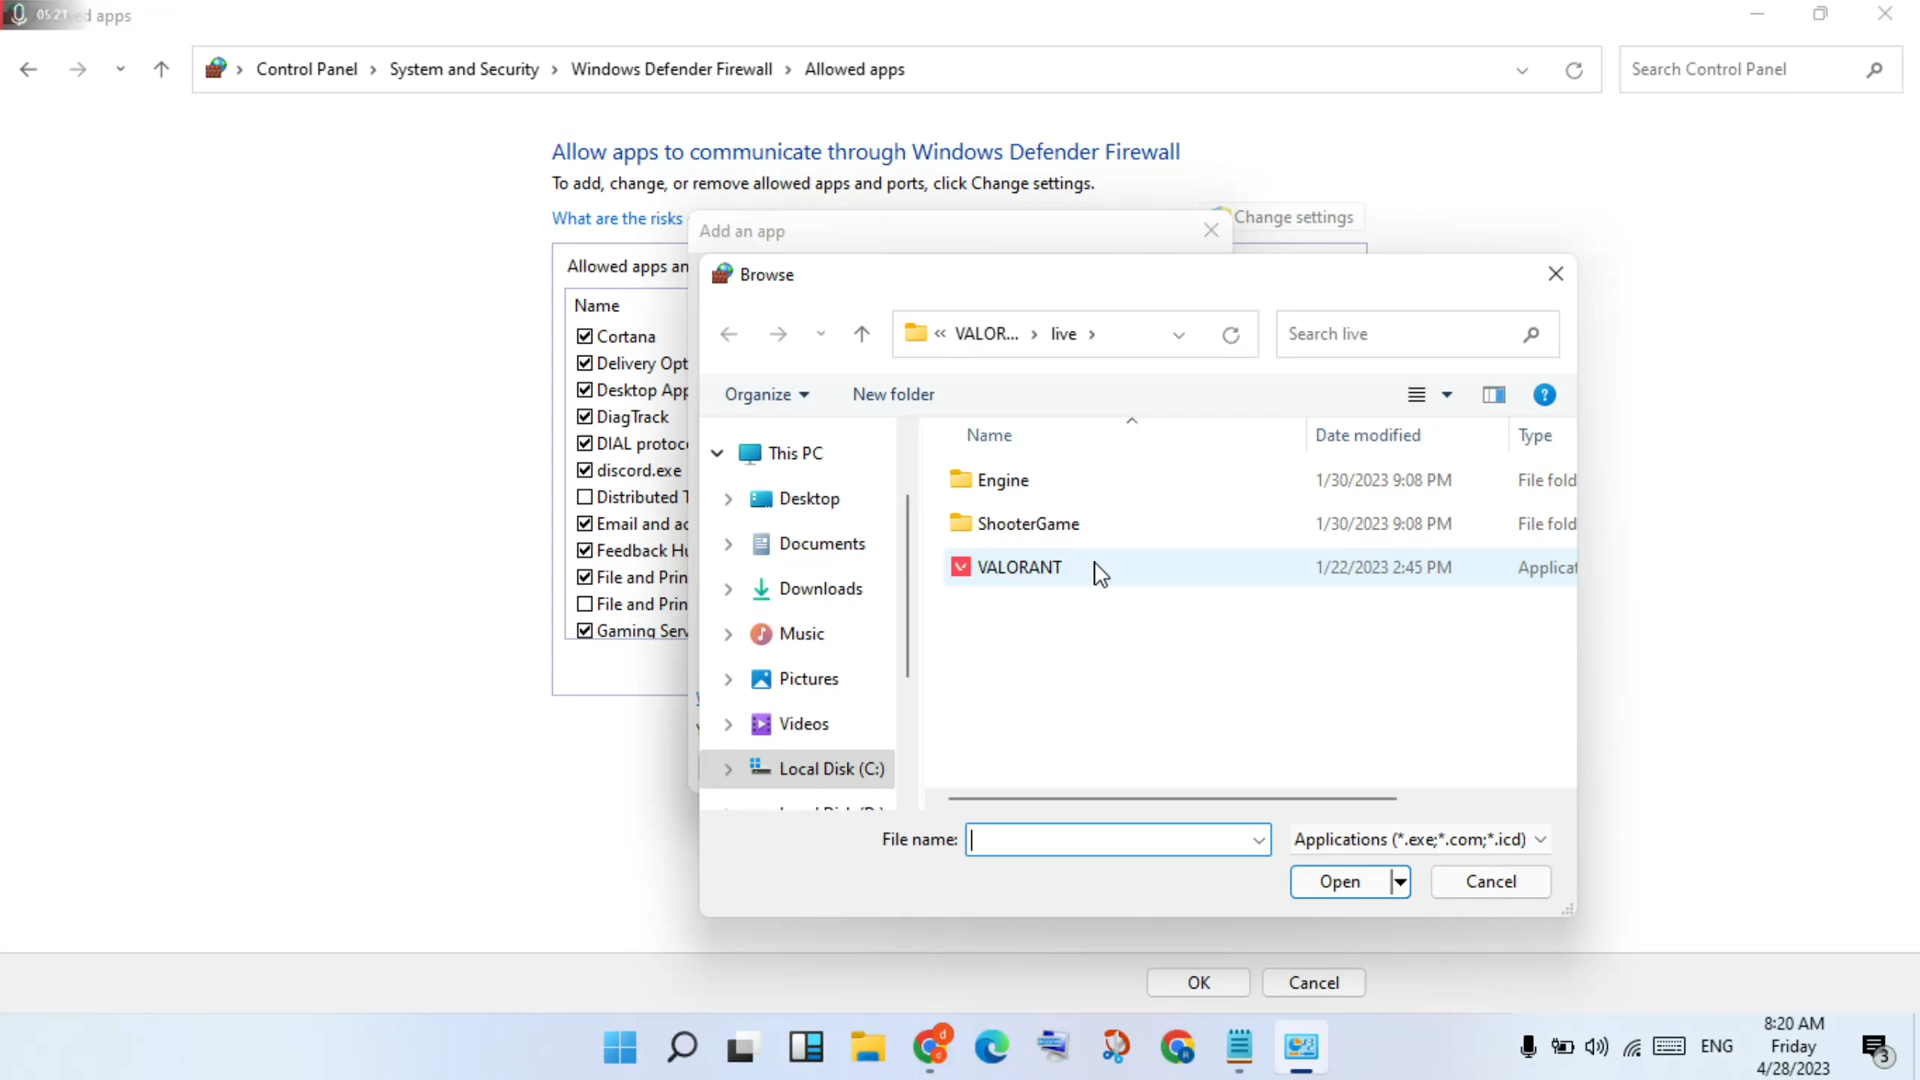 05:21
ed apps
Control Panel > System and Security > Windows Defender Firewall > Allowed apps
Search Control Panel
Allow apps to communicate through Windows Defender Firewall
To add, change, or remove allowed apps and ports, click Change settings.
What are the risks
Change settings
Add an app
Allowed apps an
Browse
Name
Cortana
Delivery Opt
Desktop App
DiagTrack
DIAL protoco
discord.exe
Distributed T
Email and ac
Feedback Hu
File and Prin
File and Prin
Gaming Serv
« VALOR... > live >
Search live
Organize
New folder
Name
Date modified
Type
This PC
Desktop
Documents
Downloads
Music
Pictures
Videos
Local Disk (C:)
Engine 1/30/2023 9:08 PM File fold
ShooterGame 1/30/2023 9:08 PM File fold
VALORANT 1/22/2023 2:45 PM Applicat
File name:
Applications (*.exe;*.com;*.icd)
Open
Cancel
OK
Cancel
ENG
8:20 AM
Friday
4/28/2023
3